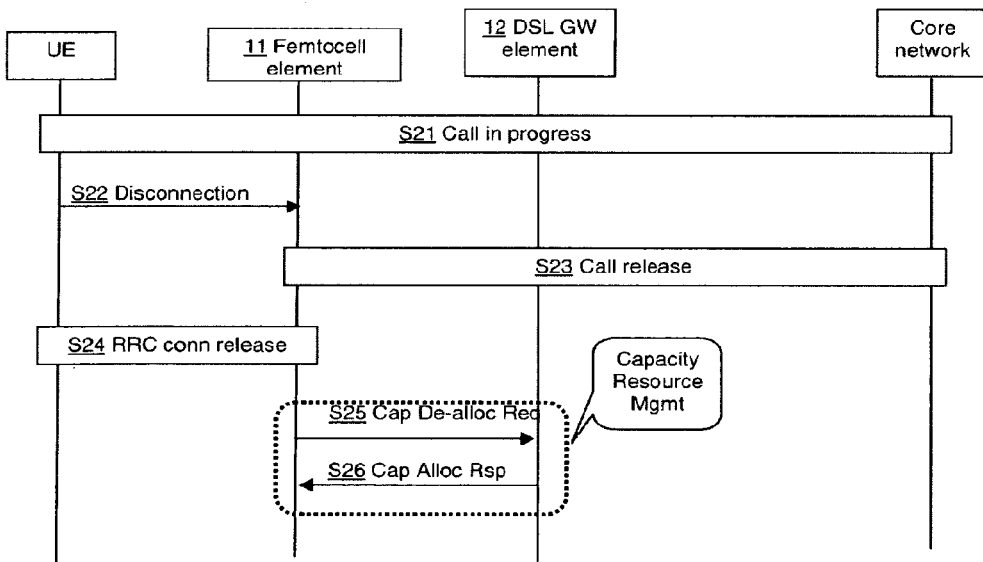 UE
11 Femtocell
element
12 DSL GW
element
Core
network
S21 Call in progress
S22 Disconnection
S23 Call release
S24 RRC conn release
Capacity
Resource
Mgmt
S25 Cap De-alloc Req
S26 Cap Alloc Rsp